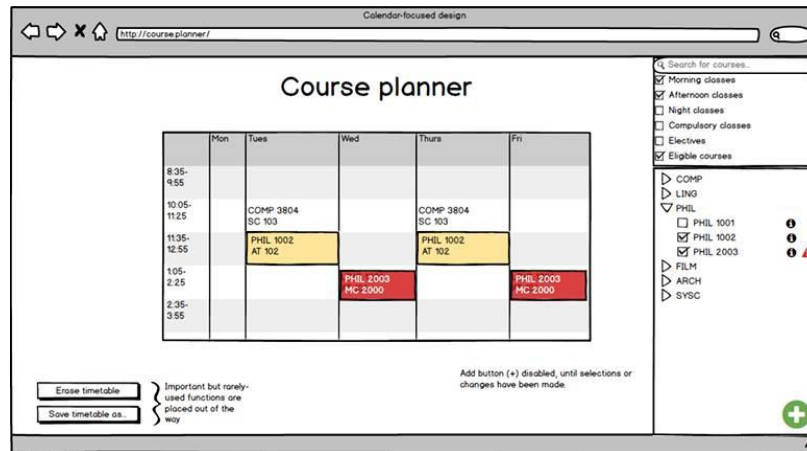 Calendar-focused design
http://course.planner/
Course planner
Mon Tues Wed Thurs Fri
8:35-
9:55
10:05-
11:25
COMP 3804
SC 103
COMP 3804
SC 103
11:35-
12.55
PHIL 1002
AT 102
PHIL 1002
AT 102
1:05-
2:25
PHIL 2003
MC 2000
PHIL 2003
MC 2000
2:35-
3:55
Erase timetable
Save timetable as...
Important but rarely-
used functions are
placed out of the
way
Add button (+) disabled, until selections or
changes have been made.
Search for courses...
Morning classes
Afternoon classes
Night classes
Compulsory classes
Electives
Eligible courses
COMP
LING
PHIL
PHIL 1001
PHIL 1002
PHIL 2003
FILM
ARCH
SYSC